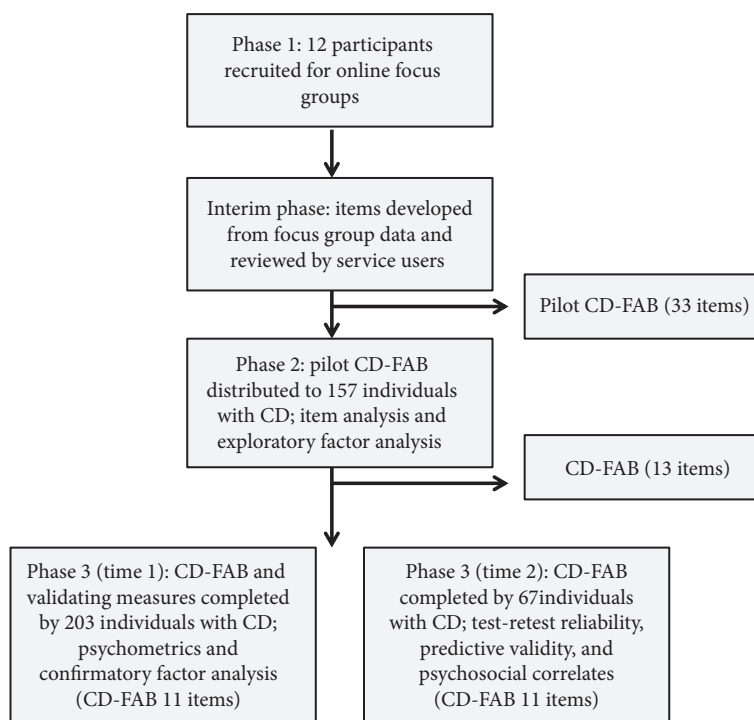 Phase 1: 12 participants
recruited for online focus
groups
Interim phase: items developed
from focus group data and
reviewed by service users
Pilot CD-FAB (33 items)
Phase 2: pilot CD-FAB
distributed to 157 individuals
with CD; item analysis and
exploratory factor analysis
CD-FAB (13 items)
Phase 3 (time 1): CD-FAB and
validating measures completed
by 203 individuals with CD;
psychometrics and
confirmatory factor analysis
(CD-FAB 11 items)
Phase 3 (time 2): CD-FAB
completed by 67individuals
with CD; test-retest reliability,
predictive validity, and
psychosocial correlates
(CD-FAB 11 items)